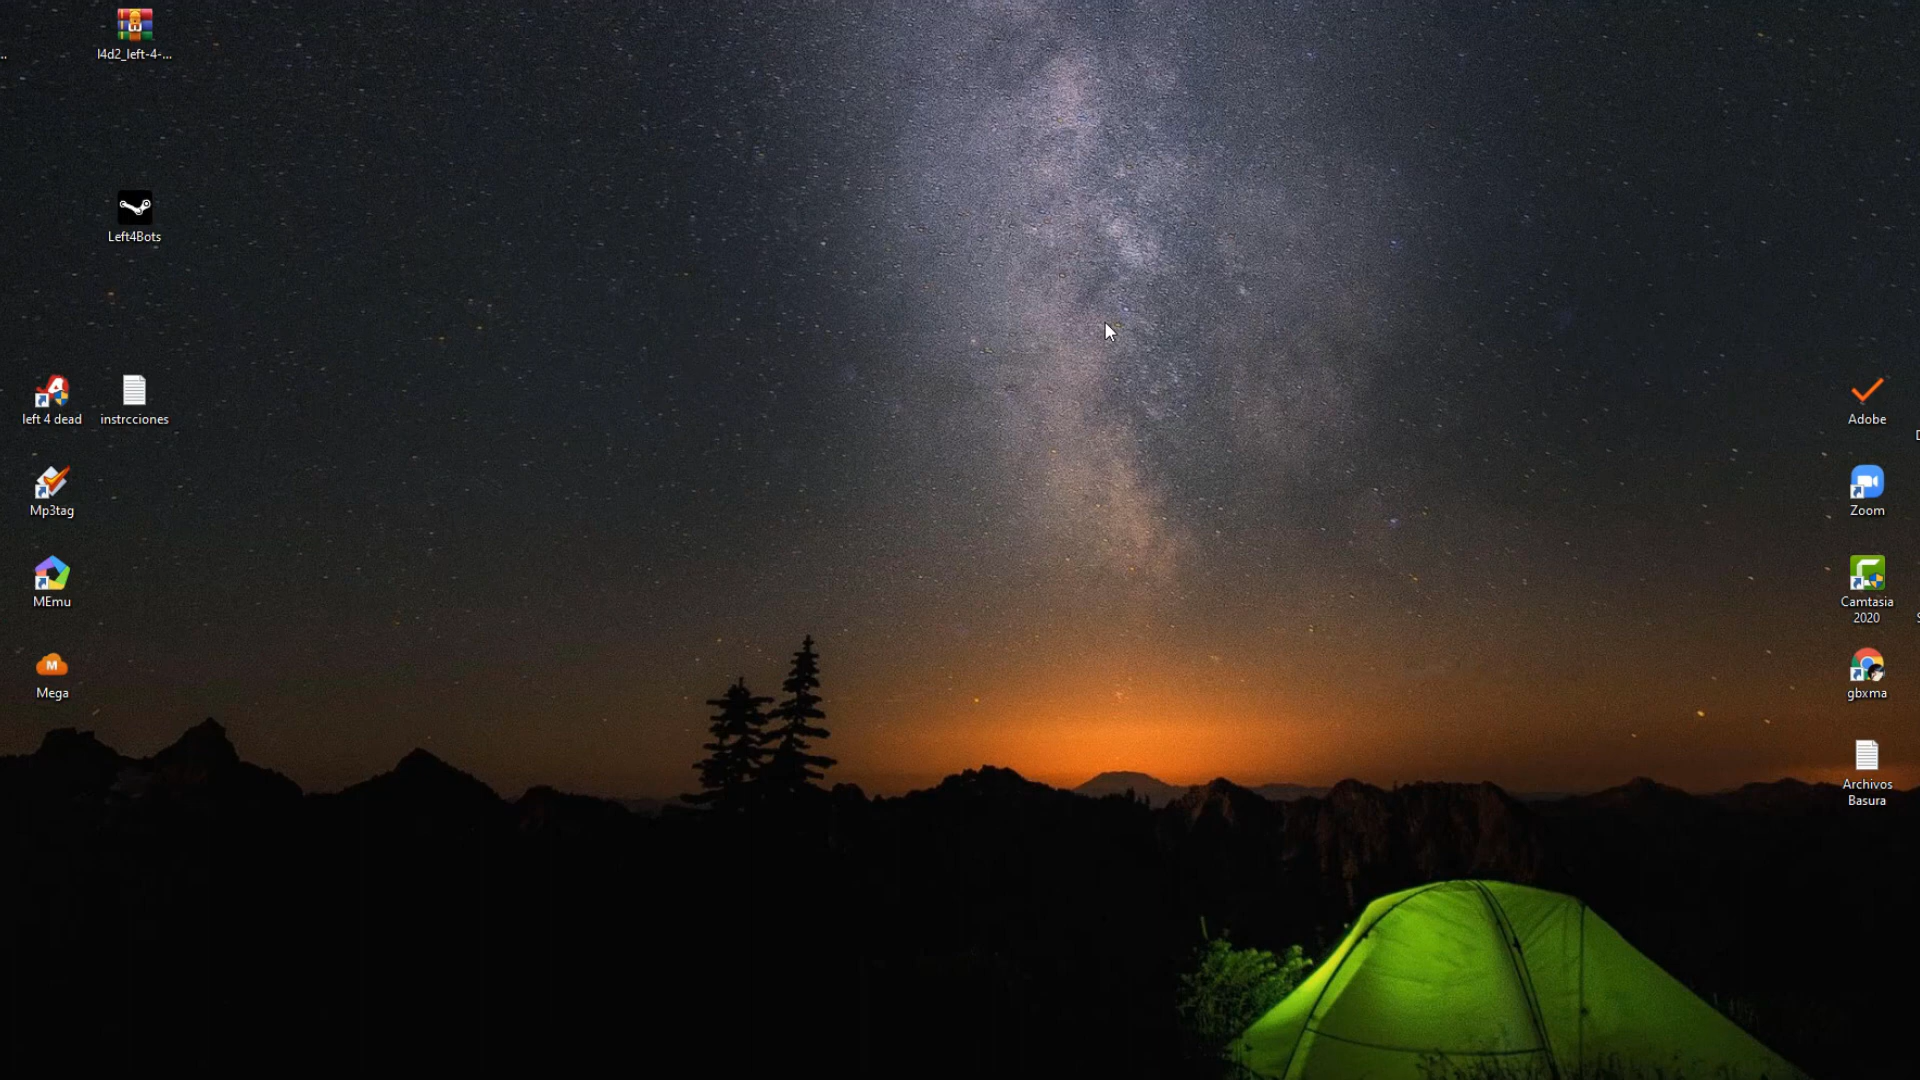 l4d2_left-4-...
Left4Bots
left 4 dead
instrcciones
Mp3tag
MEmu
M
Mega
Adobe
Zoom
Camtasia
2020
gbxma
Archivos
Basura